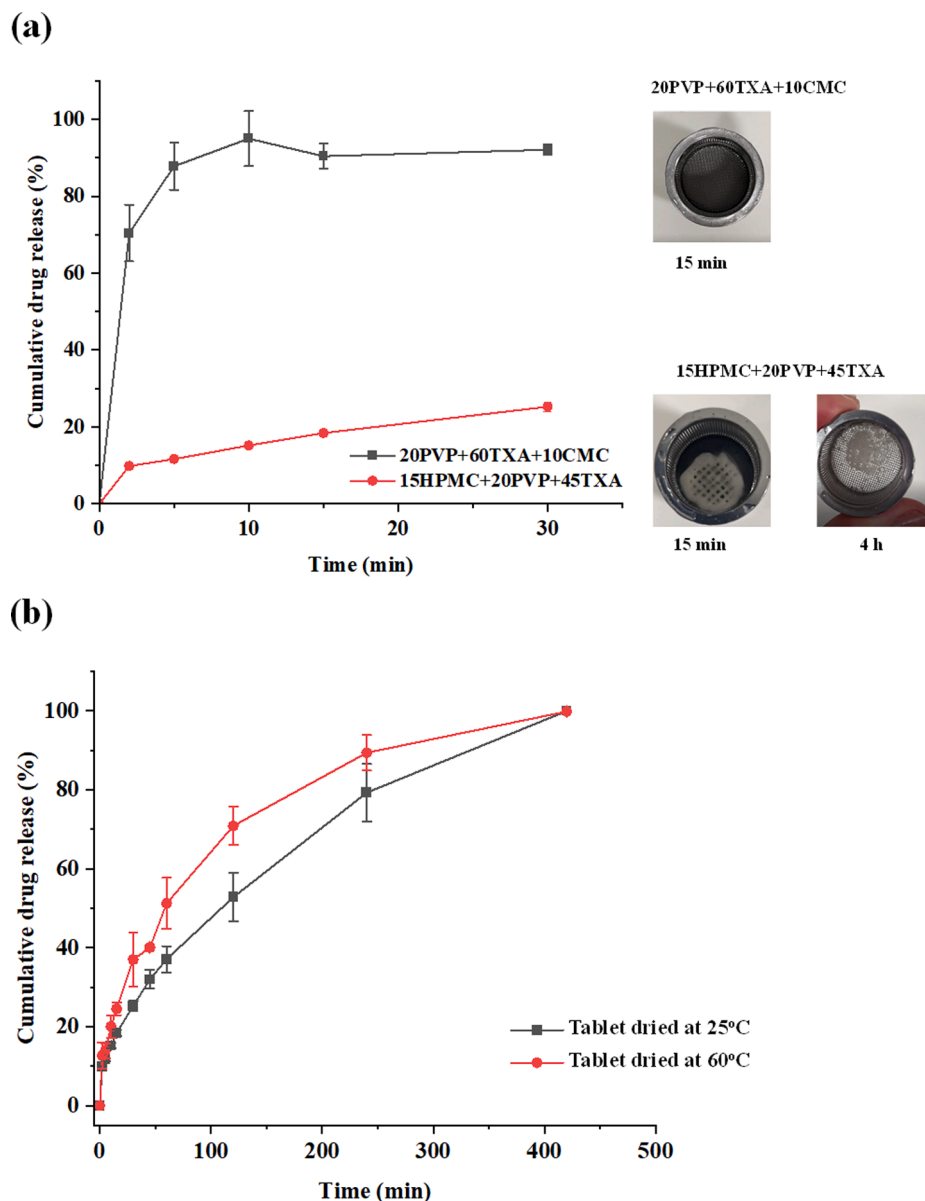 (a)
20PVP+60TXA+10CMC
100
80
60
40
20
0
Cumulative drug release (%)
20PVP+60TXA+10CMC
15HPMC+20PVP+45TXA
0
10
20
30
Time (min)
15 min
15HPMC+20PVP+45TXA
15 min
4 h
(b)
100
80
60
40
20
0
Cumulative drug release (%)
Tablet dried at 25°C
Tablet dried at 60°C
0
100
200
300
400
500
Time (min)